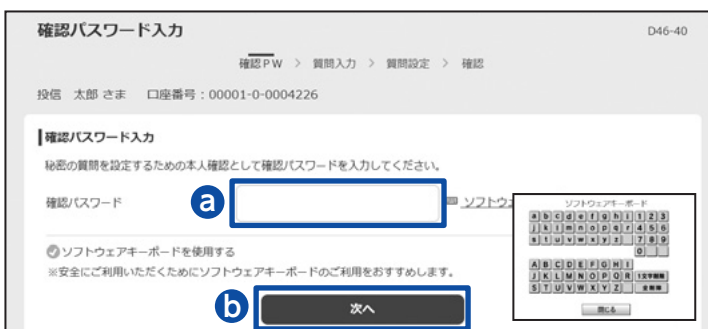 確認パスワード入力
D46-40
確認PW > 質問入力 > 質問設定 > 確認
投信 太郎 さま 口座番号:00001-0-0004226
確認パスワード入力
秘密の質問を設定するための本人確認として確認パスワードを入力してください。
確認パスワード
a
ソフトウェ
ソフトウェアキーボードを使用する
※安全にご利用いただくためにソフトウェアキーボードのご利用をおすすめします。
b
次へ
ソフトウェアキーボード
a b c d e f g h i 1 2 3
j k l m n o p q r 4 5 6
s t u v w x y z 7 8 9
0
A B C D E F G H I
J K L M N O P Q R 1文字削除
S T U V W X Y Z 全削除
閉じる